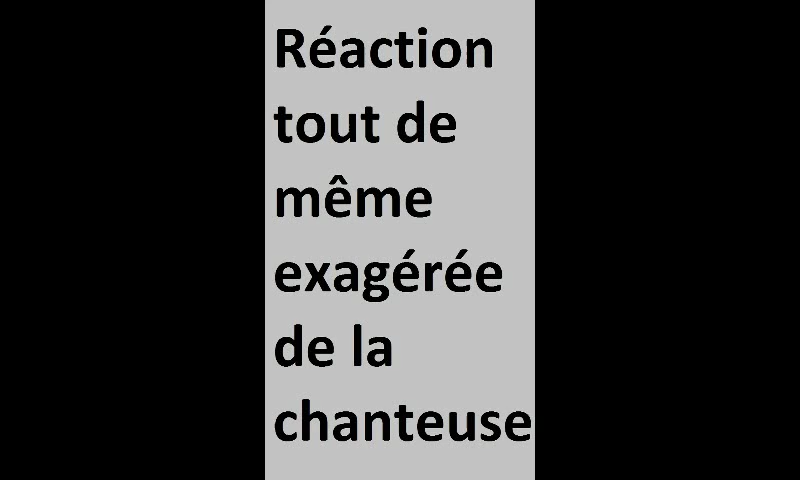 Réaction
tout de
même
exagérée
de la
chanteuse